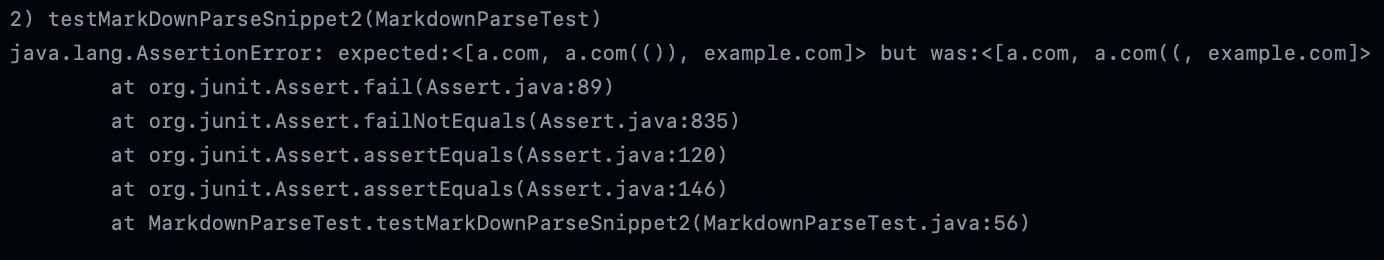 2) testMarkDownParseSnippet2(MarkdownParseTest)
java.lang.AssertionError: expected:<[a.com, a.com(()), example.com]> but was:<[a.com, a.com((, example.com]>
        at org.junit.Assert.fail(Assert.java:89)
        at org.junit.Assert.failNotEquals(Assert.java:835)
        at org.junit.Assert.assertEquals(Assert.java:120)
        at org.junit.Assert.assertEquals(Assert.java:146)
        at MarkdownParseTest.testMarkDownParseSnippet2(MarkdownParseTest.java:56)